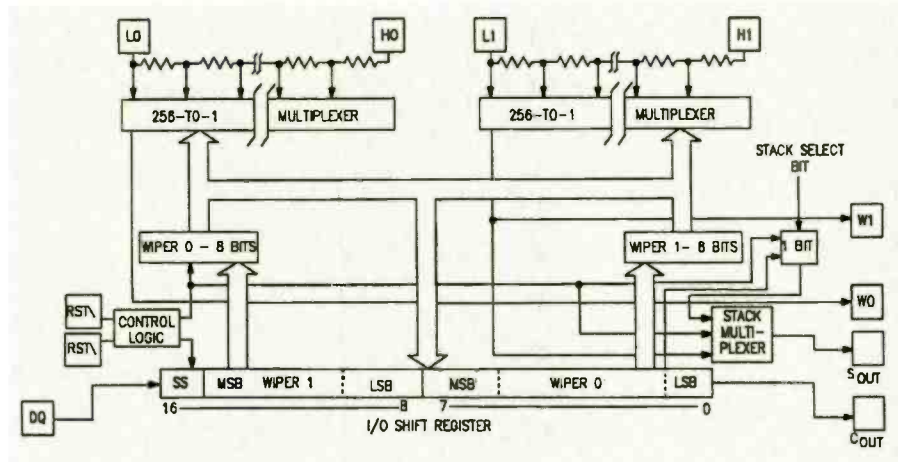 L0
H0
L1
H1
256-TO-1 MULTIPLEXER
256-TO-1 MULTIPLEXER
STACK SELECT
BIT
WIPER 0 - 8 BITS
WIPER 1- 8 BITS
1 BIT
W1
W0
RST\
RST\
CONTROL
LOGIC
STACK
MULTI-
PLEXER
SOUT
SS MSB WIPER 1 LSB MSB WIPER 0 LSB
16 8 7 0
DQ
I/O SHIFT REGISTER
COUT